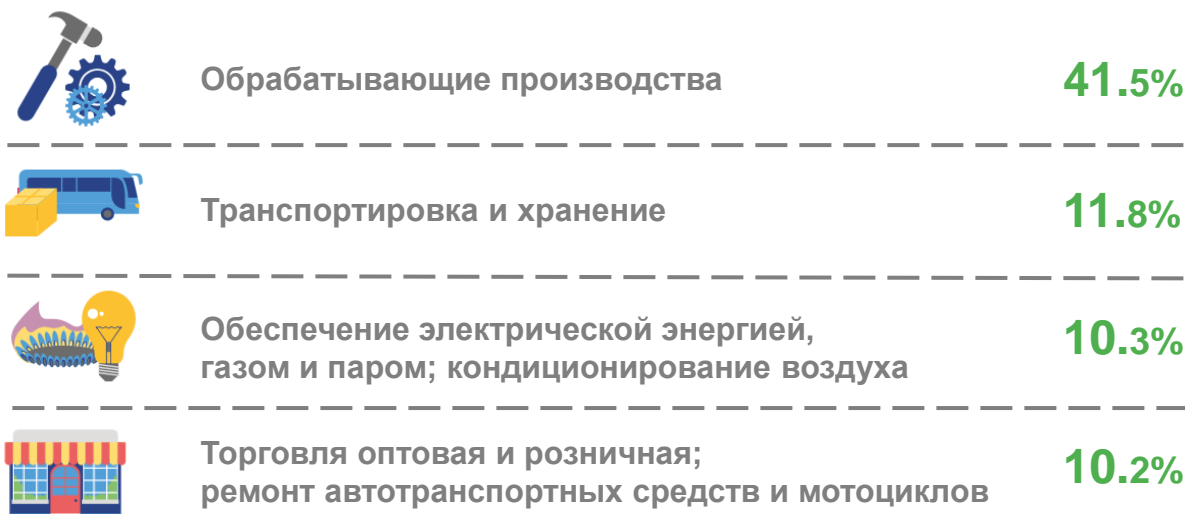 Обрабатывающие производства 41.5%
Транспортировка и хранение 11.8%
Обеспечение электрической энергией,
газом и паром; кондиционирование воздуха 10.3%
Торговля оптовая и розничная;
ремонт автотранспортных средств и мотоциклов 10.2%